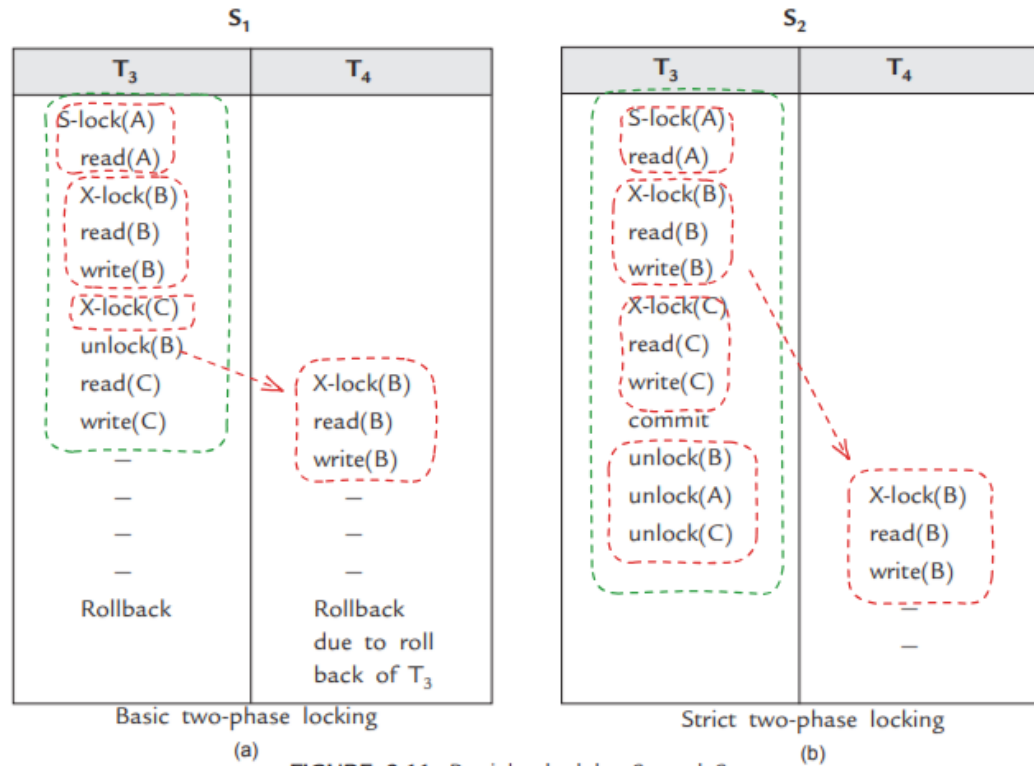 S1
T3 T4
S-lock(A)
read(A)
X-lock(B)
read(B)
write(B)
X-lock(C)
unlock(B)
read(C) X-lock(B)
write(C) read(B)
– write(B)
– –
– –
– –
Rollback Rollback
due to roll
back of T3
Basic two-phase locking
(a)
S2
T3 T4
S-lock(A)
read(A)
X-lock(B)
read(B)
write(B)
X-lock(C)
read(C)
write(C)
commit
unlock(B)
unlock(A) X-lock(B)
unlock(C) read(B)
write(B)
–
–
Strict two-phase locking
(b)